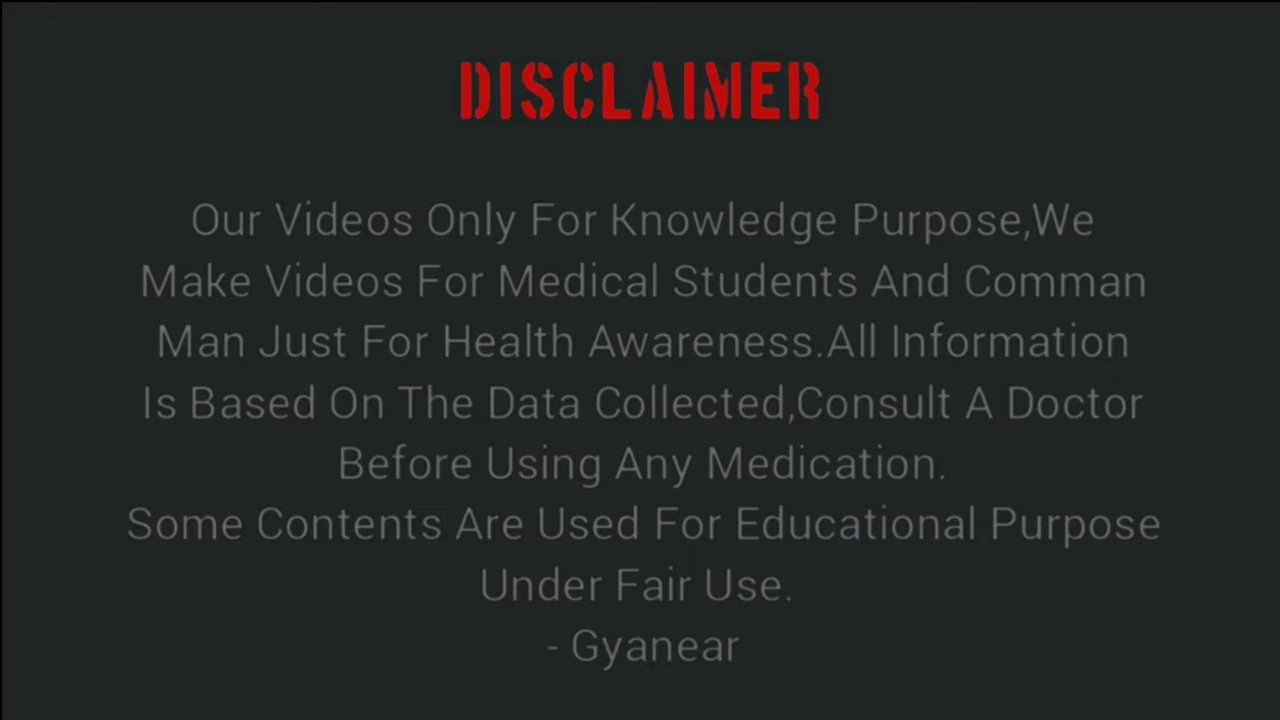 DISCLAIMER
Our Videos Only For Knowledge Purpose,We
Make Videos For Medical Students And Comman
Man Just For Health Awareness.All Information
Is Based On The Data Collected,Consult A Doctor
Before Using Any Medication.
Some Contents Are Used For Educational Purpose
Under Fair Use.
- Gyanear